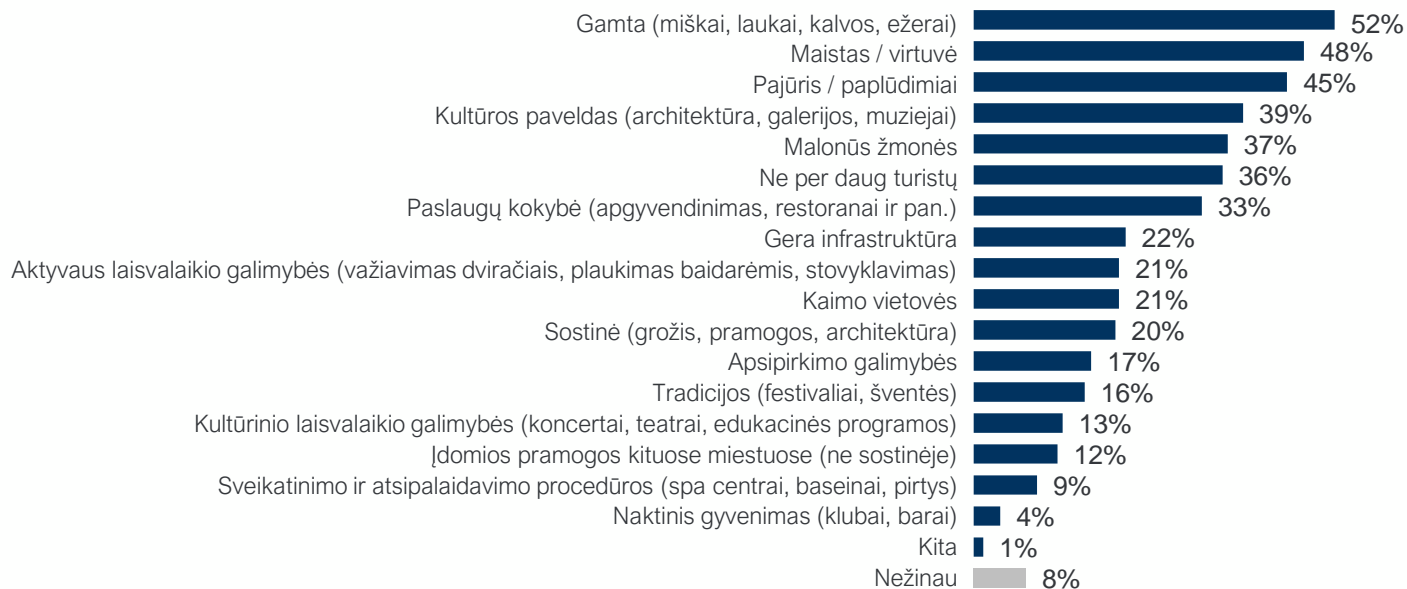 Gamta (miškai, laukai, kalvos, ežerai) 52%
Maistas / virtuvė 48%
Pajūris / paplūdimiai 45%
Kultūros paveldas (architektūra, galerijos, muziejai) 39%
Malonūs žmonės 37%
Ne per daug turistų 36%
Paslaugų kokybė (apgyvendinimas, restoranai ir pan.) 33%
Gera infrastruktūra 22%
Aktyvaus laisvalaikio galimybės (važiavimas dviračiais, plaukimas baidarėmis, stovyklavimas) 21%
Kaimo vietovės 21%
Sostinė (grožis, pramogos, architektūra) 20%
Apsipirkimo galimybės 17%
Tradicijos (festivaliai, šventės) 16%
Kultūrinio laisvalaikio galimybės (koncertai, teatrai, edukacinės programos) 13%
Įdomios pramogos kituose miestuose (ne sostinėje) 12%
Sveikatinimo ir atsipalaidavimo procedūros (spa centrai, baseinai, pirtys) 9%
Naktinis gyvenimas (klubai, barai) 4%
Kita 1%
Nežinau 8%